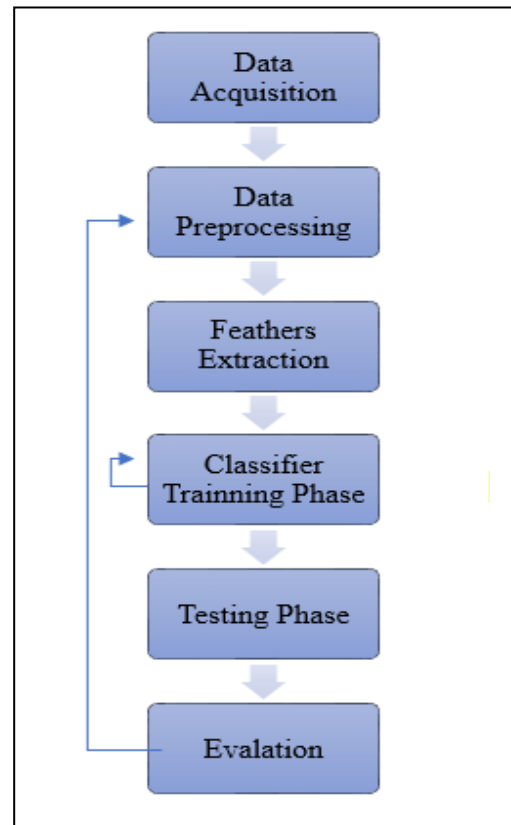 Data
Acquisition
Data
Preprocessing
Feathers
Extraction
Classifier
Trainning Phase
Testing Phase
Evalation